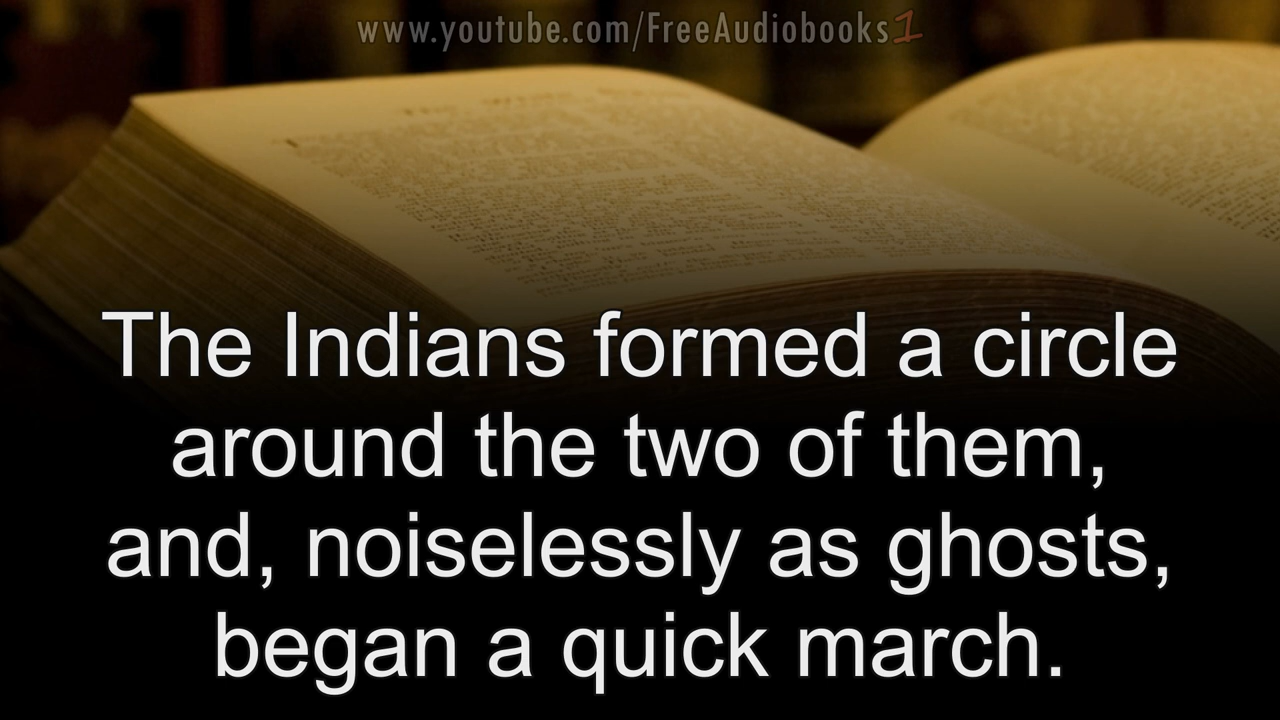 www.youtube.com/FreeAudiobooks1
The Indians formed a circle
around the two of them,
and, noiselessly as ghosts,
began a quick march.